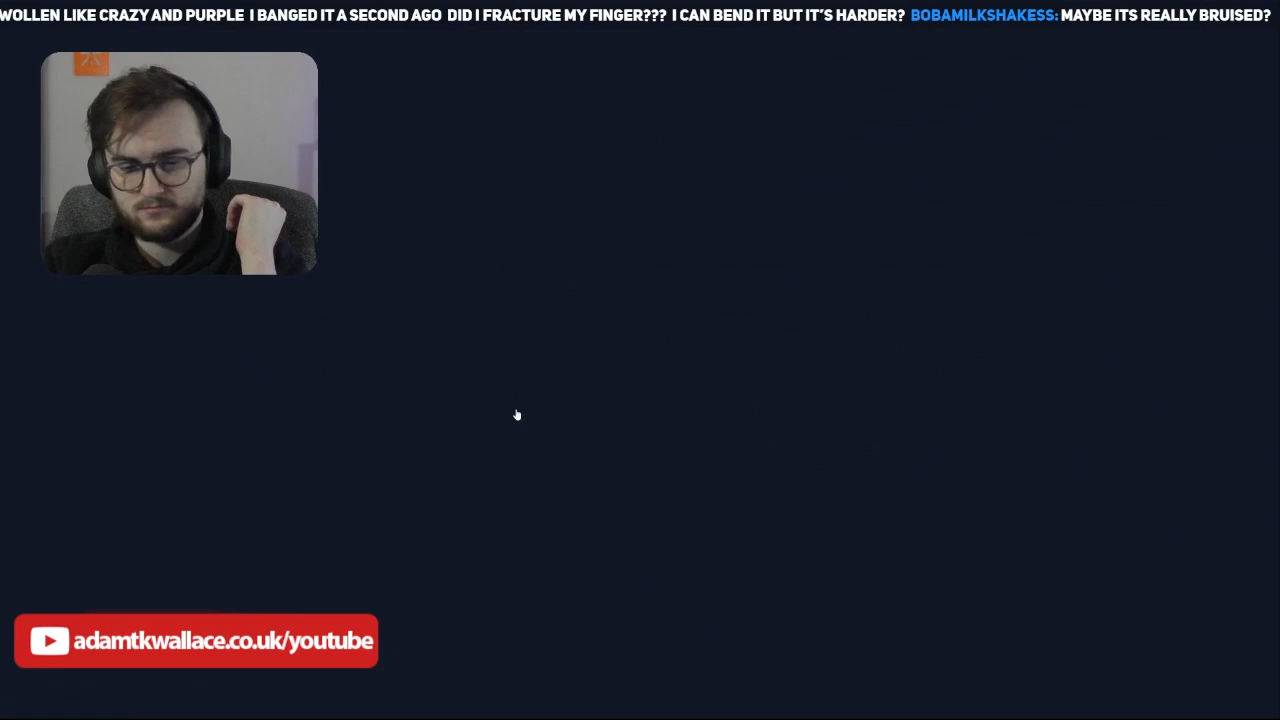 WOLLEN LIKE CRAZY AND PURPLE I BANGED IT A SECOND AGO DID I FRACTURE MY FINGER??? I CAN BEND IT BUT IT'S HARDER? BOBAMILKSHAKESS: MAYBE ITS REALLY BRUISED?
adamtkwallace.co.uk/youtube